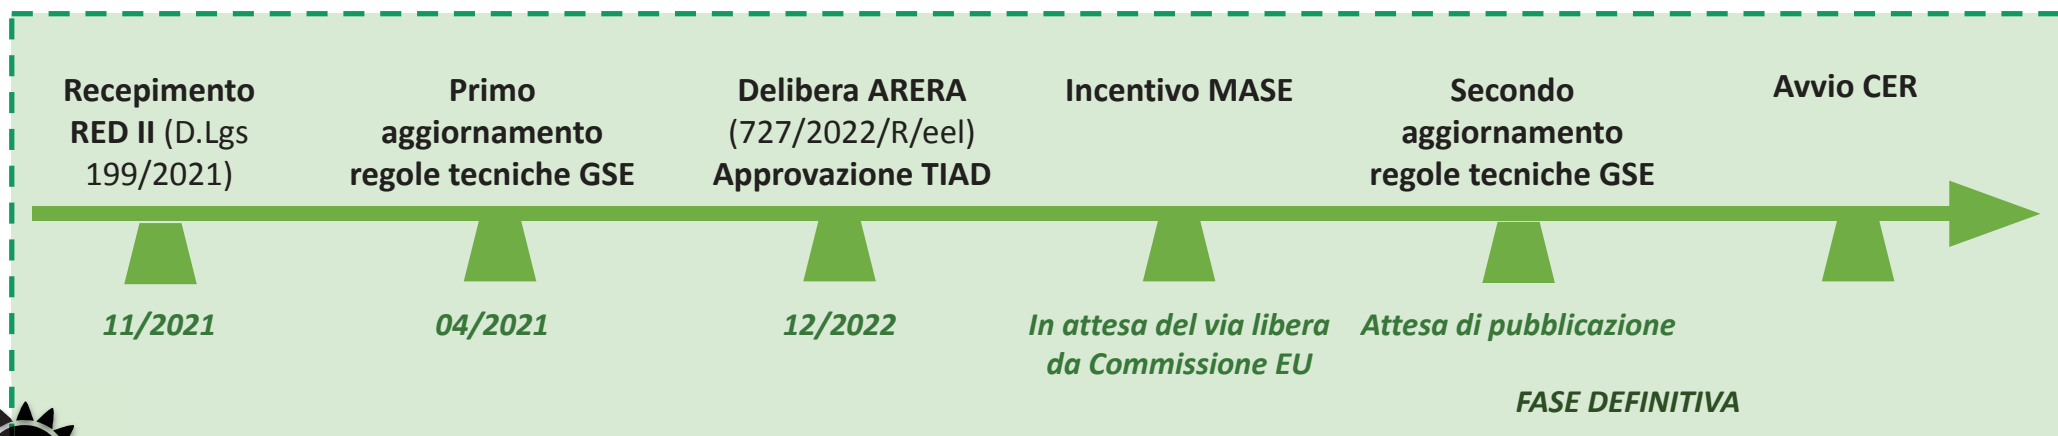 Recepimento
RED II (D.Lgs
199/2021)
Primo
aggiornamento
regole tecniche GSE
Delibera ARERA
(727/2022/R/eel)
Approvazione TIAD
Incentivo MASE
Secondo
aggiornamento
regole tecniche GSE
Avvio CER
11/2021
04/2021
12/2022
In attesa del via libera
da Commissione EU
Attesa di pubblicazione
FASE DEFINITIVA